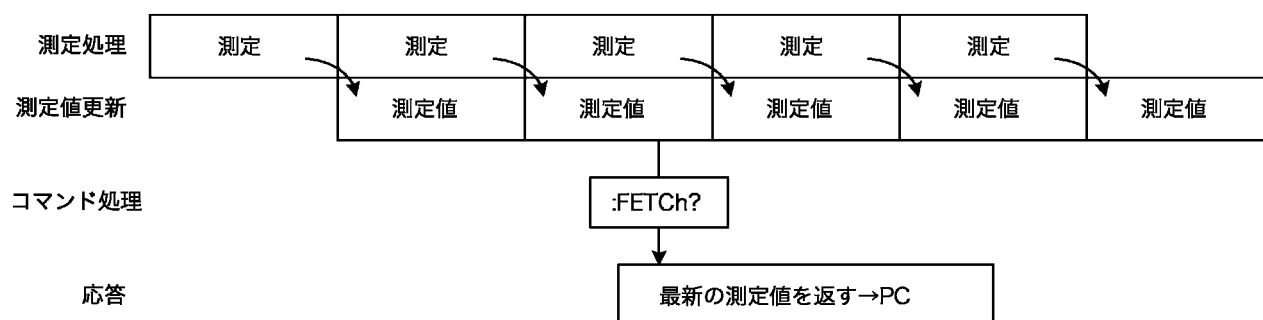 測定処理 測定 測定 測定 測定 測定
測定値更新 測定値 測定値 測定値 測定値 測定値
コマンド処理 :FETCh?
応答 最新の測定値を返す→PC